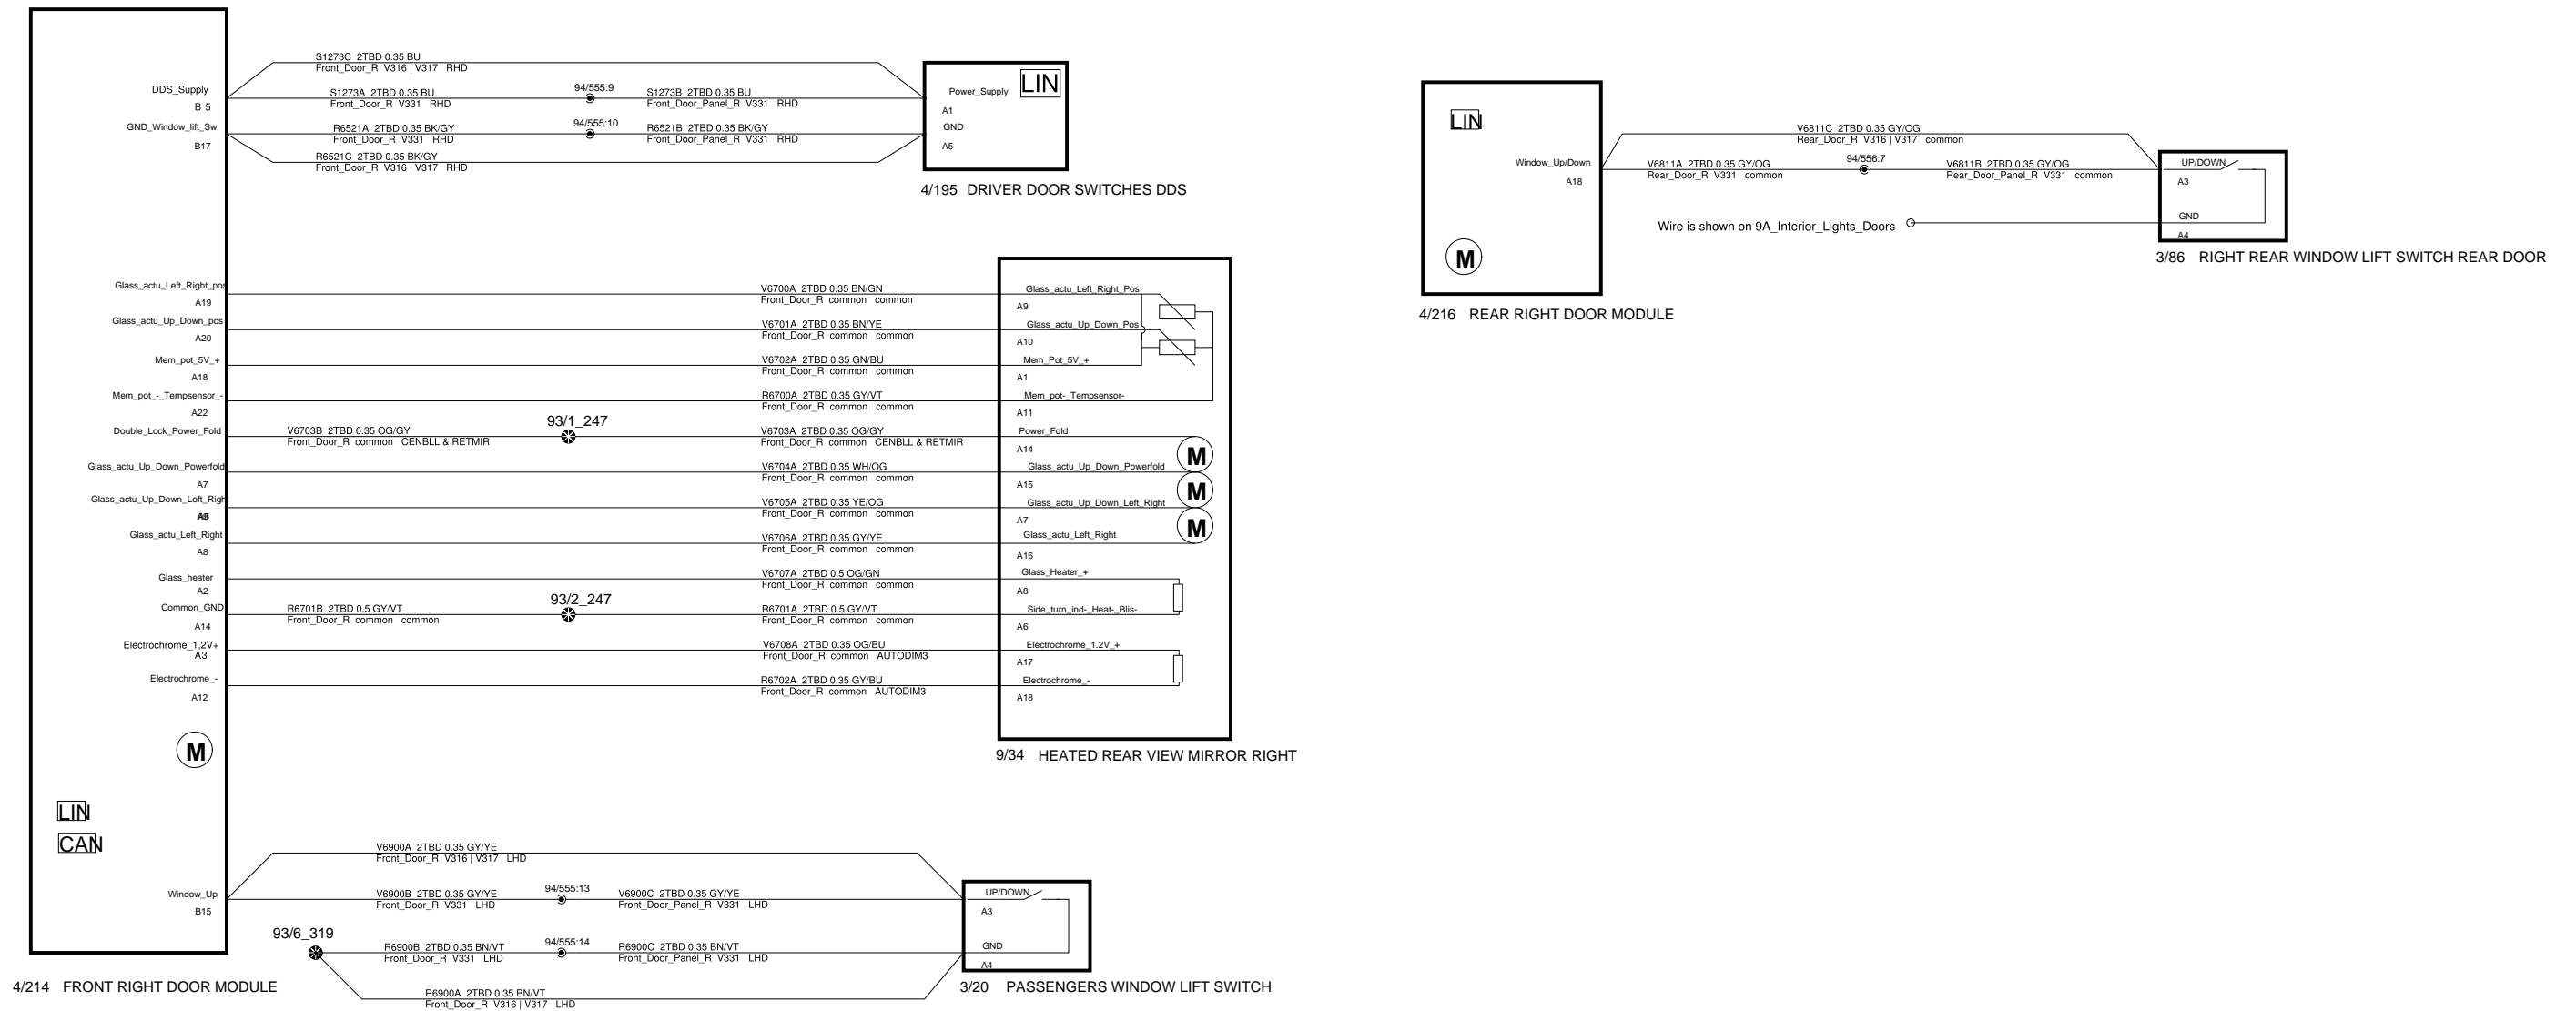 S1273C 2TBD 0.35 BU
Front_Door_R V316 | V317 RHD
DDS_Supply
B 5
S1273A 2TBD 0.35 BU
Front_Door_R V331 RHD
94/555:9
S1273B 2TBD 0.35 BU
Front_Door_Panel_R V331 RHD
Power_Supply
LIN
A1
GND_Window_lift_Sw
B17
R6521A 2TBD 0.35 BK/GY
Front_Door_R V331 RHD
94/555:10
R6521B 2TBD 0.35 BK/GY
Front_Door_Panel_R V331 RHD
GND
A5
R6521C 2TBD 0.35 BK/GY
Front_Door_R V316 | V317 RHD
4/195 DRIVER DOOR SWITCHES DDS
Glass_actu_Left_Right_pos
A19
V6700A 2TBD 0.35 BN/GN
Front_Door_R common common
Glass_actu_Left_Right_Pos
A9
Glass_actu_Up_Down_pos
A20
V6701A 2TBD 0.35 BN/YE
Front_Door_R common common
Glass_actu_Up_Down_Pos
A10
Mem_pot_5V_+
A18
V6702A 2TBD 0.35 GN/BU
Front_Door_R common common
Mem_Pot_5V_+
A1
Mem_pot_-_Tempsensor_-
A22
R6700A 2TBD 0.35 GY/VT
Front_Door_R common common
Mem_pot-_Tempsensor-
A11
Double_Lock_Power_Fold
V6703B 2TBD 0.35 OG/GY
Front_Door_R common CENBLL & RETMIR
93/1_247
V6703A 2TBD 0.35 OG/GY
Front_Door_R common CENBLL & RETMIR
Power_Fold
A14
M
Glass_actu_Up_Down_Powerfold
A7
V6704A 2TBD 0.35 WH/OG
Front_Door_R common common
Glass_actu_Up_Down_Powerfold
A15
M
Glass_actu_Up_Down_Left_Righ
V6705A 2TBD 0.35 YE/OG
Front_Door_R common common
Glass_actu_Up_Down_Left_Right
A7
M
Glass_actu_Left_Right
A8
V6706A 2TBD 0.35 GY/YE
Front_Door_R common common
Glass_actu_Left_Right
A16
Glass_heater
A2
V6707A 2TBD 0.5 OG/GN
Front_Door_R common common
Glass_Heater_+
A8
Common_GND
A14
R6701B 2TBD 0.5 GY/VT
Front_Door_R common common
93/2_247
R6701A 2TBD 0.5 GY/VT
Front_Door_R common common
Side_turn_ind-_Heat-_Blis-
A6
Electrochrome_1,2V+
A3
V6708A 2TBD 0.35 OG/BU
Front_Door_R common AUTODIM3
Electrochrome_1.2V_+
A17
Electrochrome_-
A12
R6702A 2TBD 0.35 GY/BU
Front_Door_R common AUTODIM3
Electrochrome_-
A18
M
9/34 HEATED REAR VIEW MIRROR RIGHT
LIN
CAN
V6900A 2TBD 0.35 GY/YE
Front_Door_R V316 | V317 LHD
Window_Up
B15
V6900B 2TBD 0.35 GY/YE
Front_Door_R V331 LHD
94/555:13
V6900C 2TBD 0.35 GY/YE
Front_Door_Panel_R V331 LHD
UP/DOWN
A3
93/6_319
R6900B 2TBD 0.35 BN/VT
Front_Door_R V331 LHD
94/555:14
R6900C 2TBD 0.35 BN/VT
Front_Door_Panel_R V331 LHD
GND
A4
R6900A 2TBD 0.35 BN/VT
Front_Door_R V316 | V317 LHD
4/214 FRONT RIGHT DOOR MODULE
3/20 PASSENGERS WINDOW LIFT SWITCH
LIN
V6811C 2TBD 0.35 GY/OG
Rear_Door_R V316 | V317 common
Window_Up/Down
A18
V6811A 2TBD 0.35 GY/OG
Rear_Door_R V331 common
94/556:7
V6811B 2TBD 0.35 GY/OG
Rear_Door_Panel_R V331 common
UP/DOWN
A3
Wire is shown on 9A_Interior_Lights_Doors
GND
A4
M
3/86 RIGHT REAR WINDOW LIFT SWITCH REAR DOOR
4/216 REAR RIGHT DOOR MODULE